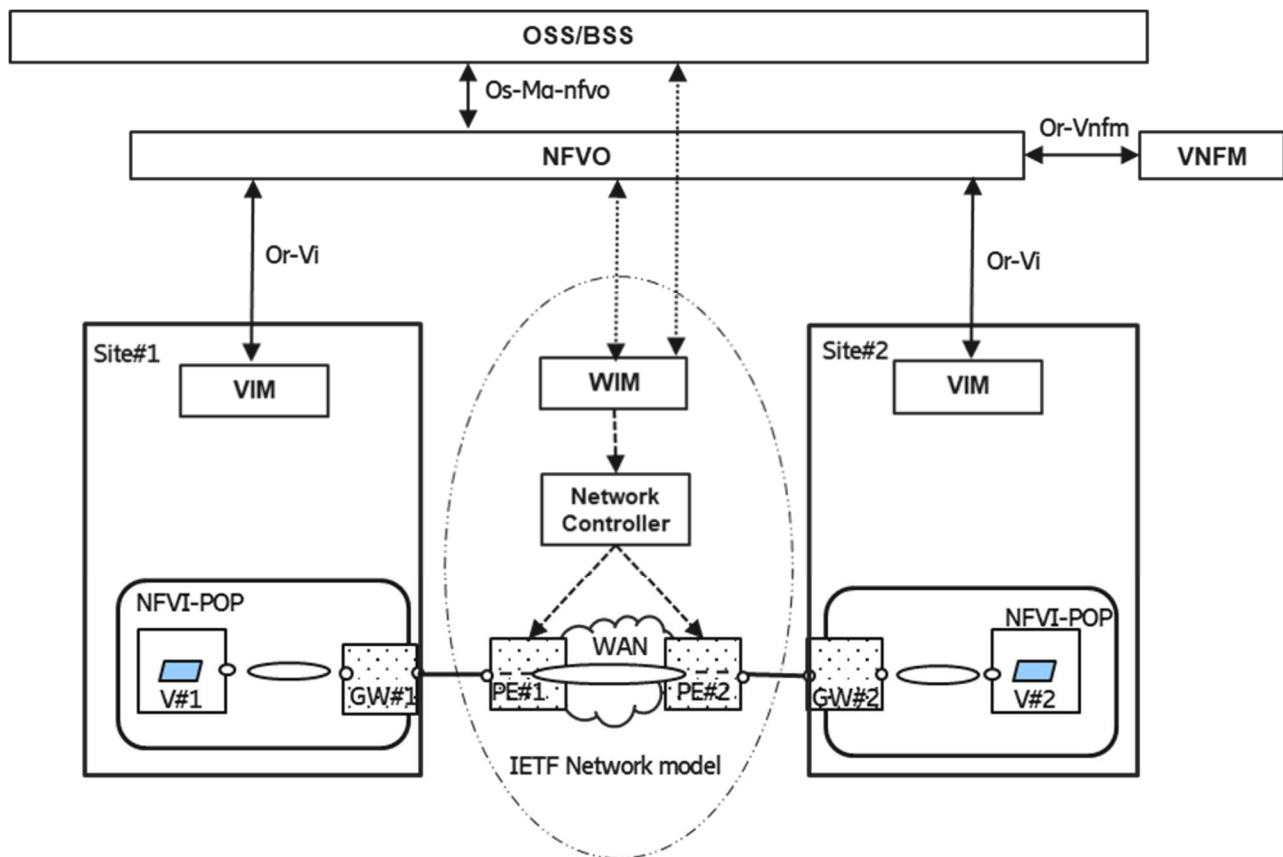 OSS/BSS
Os-Ma-nfvo
Or-Vnfm
NFVO
VNFM
Or-Vi
Or-Vi
Site#1
Site#2
VIM
WIM
VIM
Network
Controller
NFVI-POP
NFVI-POP
WAN
V#1
GW#1
PE#1
PE#2
GW#2
V#2
IETF Network model